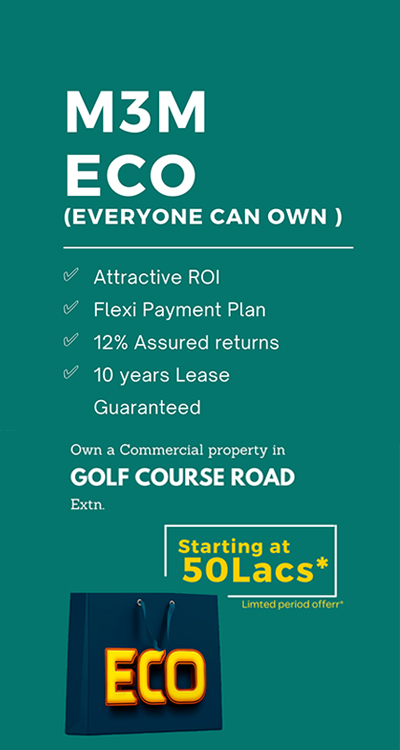 M3M
ECO
(EVERYONE CAN OWN )
✓ Attractive ROI
✓ Flexi Payment Plan
✓ 12% Assured returns
✓ 10 years Lease
Guaranteed
Own a Commercial property in
GOLF COURSE ROAD
Extn.
Starting at
50Lacs*
Limted period offerr*
ECO